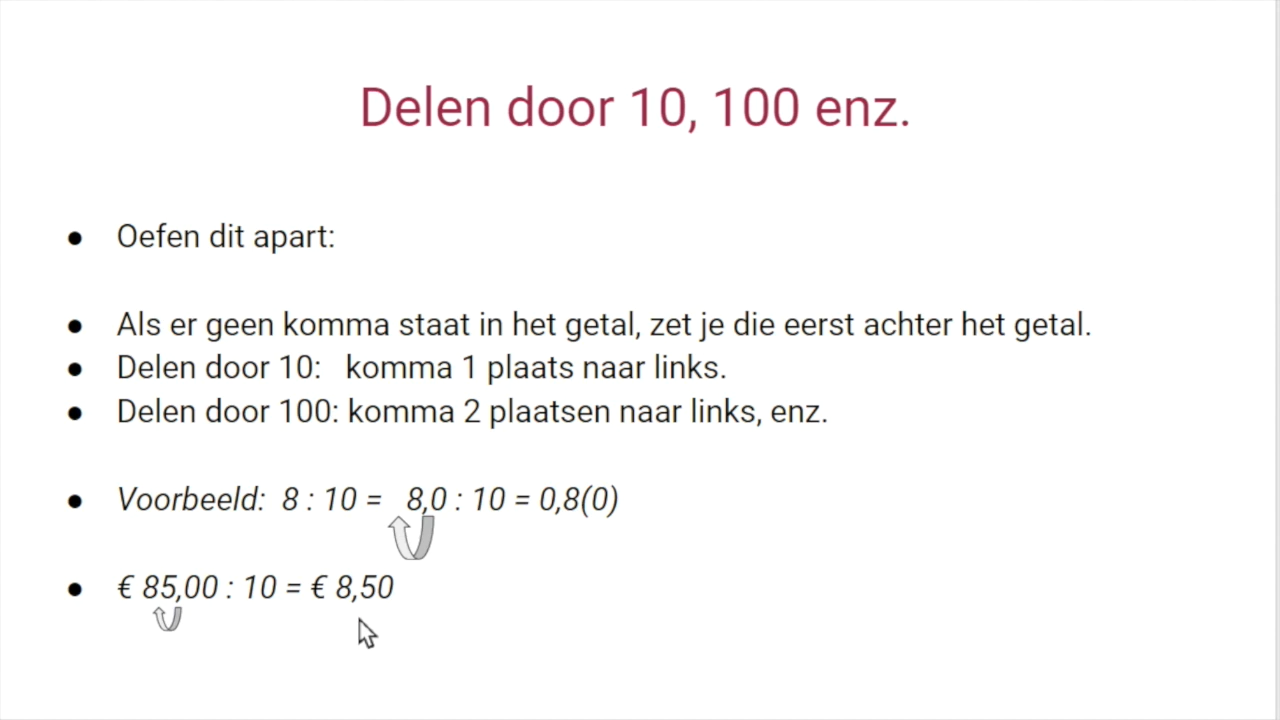 Delen door 10, 100 enz.
● Oefen dit apart:
● Als er geen komma staat in het getal, zet je die eerst achter het getal.
● Delen door 10: komma 1 plaats naar links.
● Delen door 100: komma 2 plaatsen naar links, enz.
● Voorbeeld: 8 : 10 = 8,0 : 10 = 0,8(0)
● € 85,00 : 10 = € 8,50